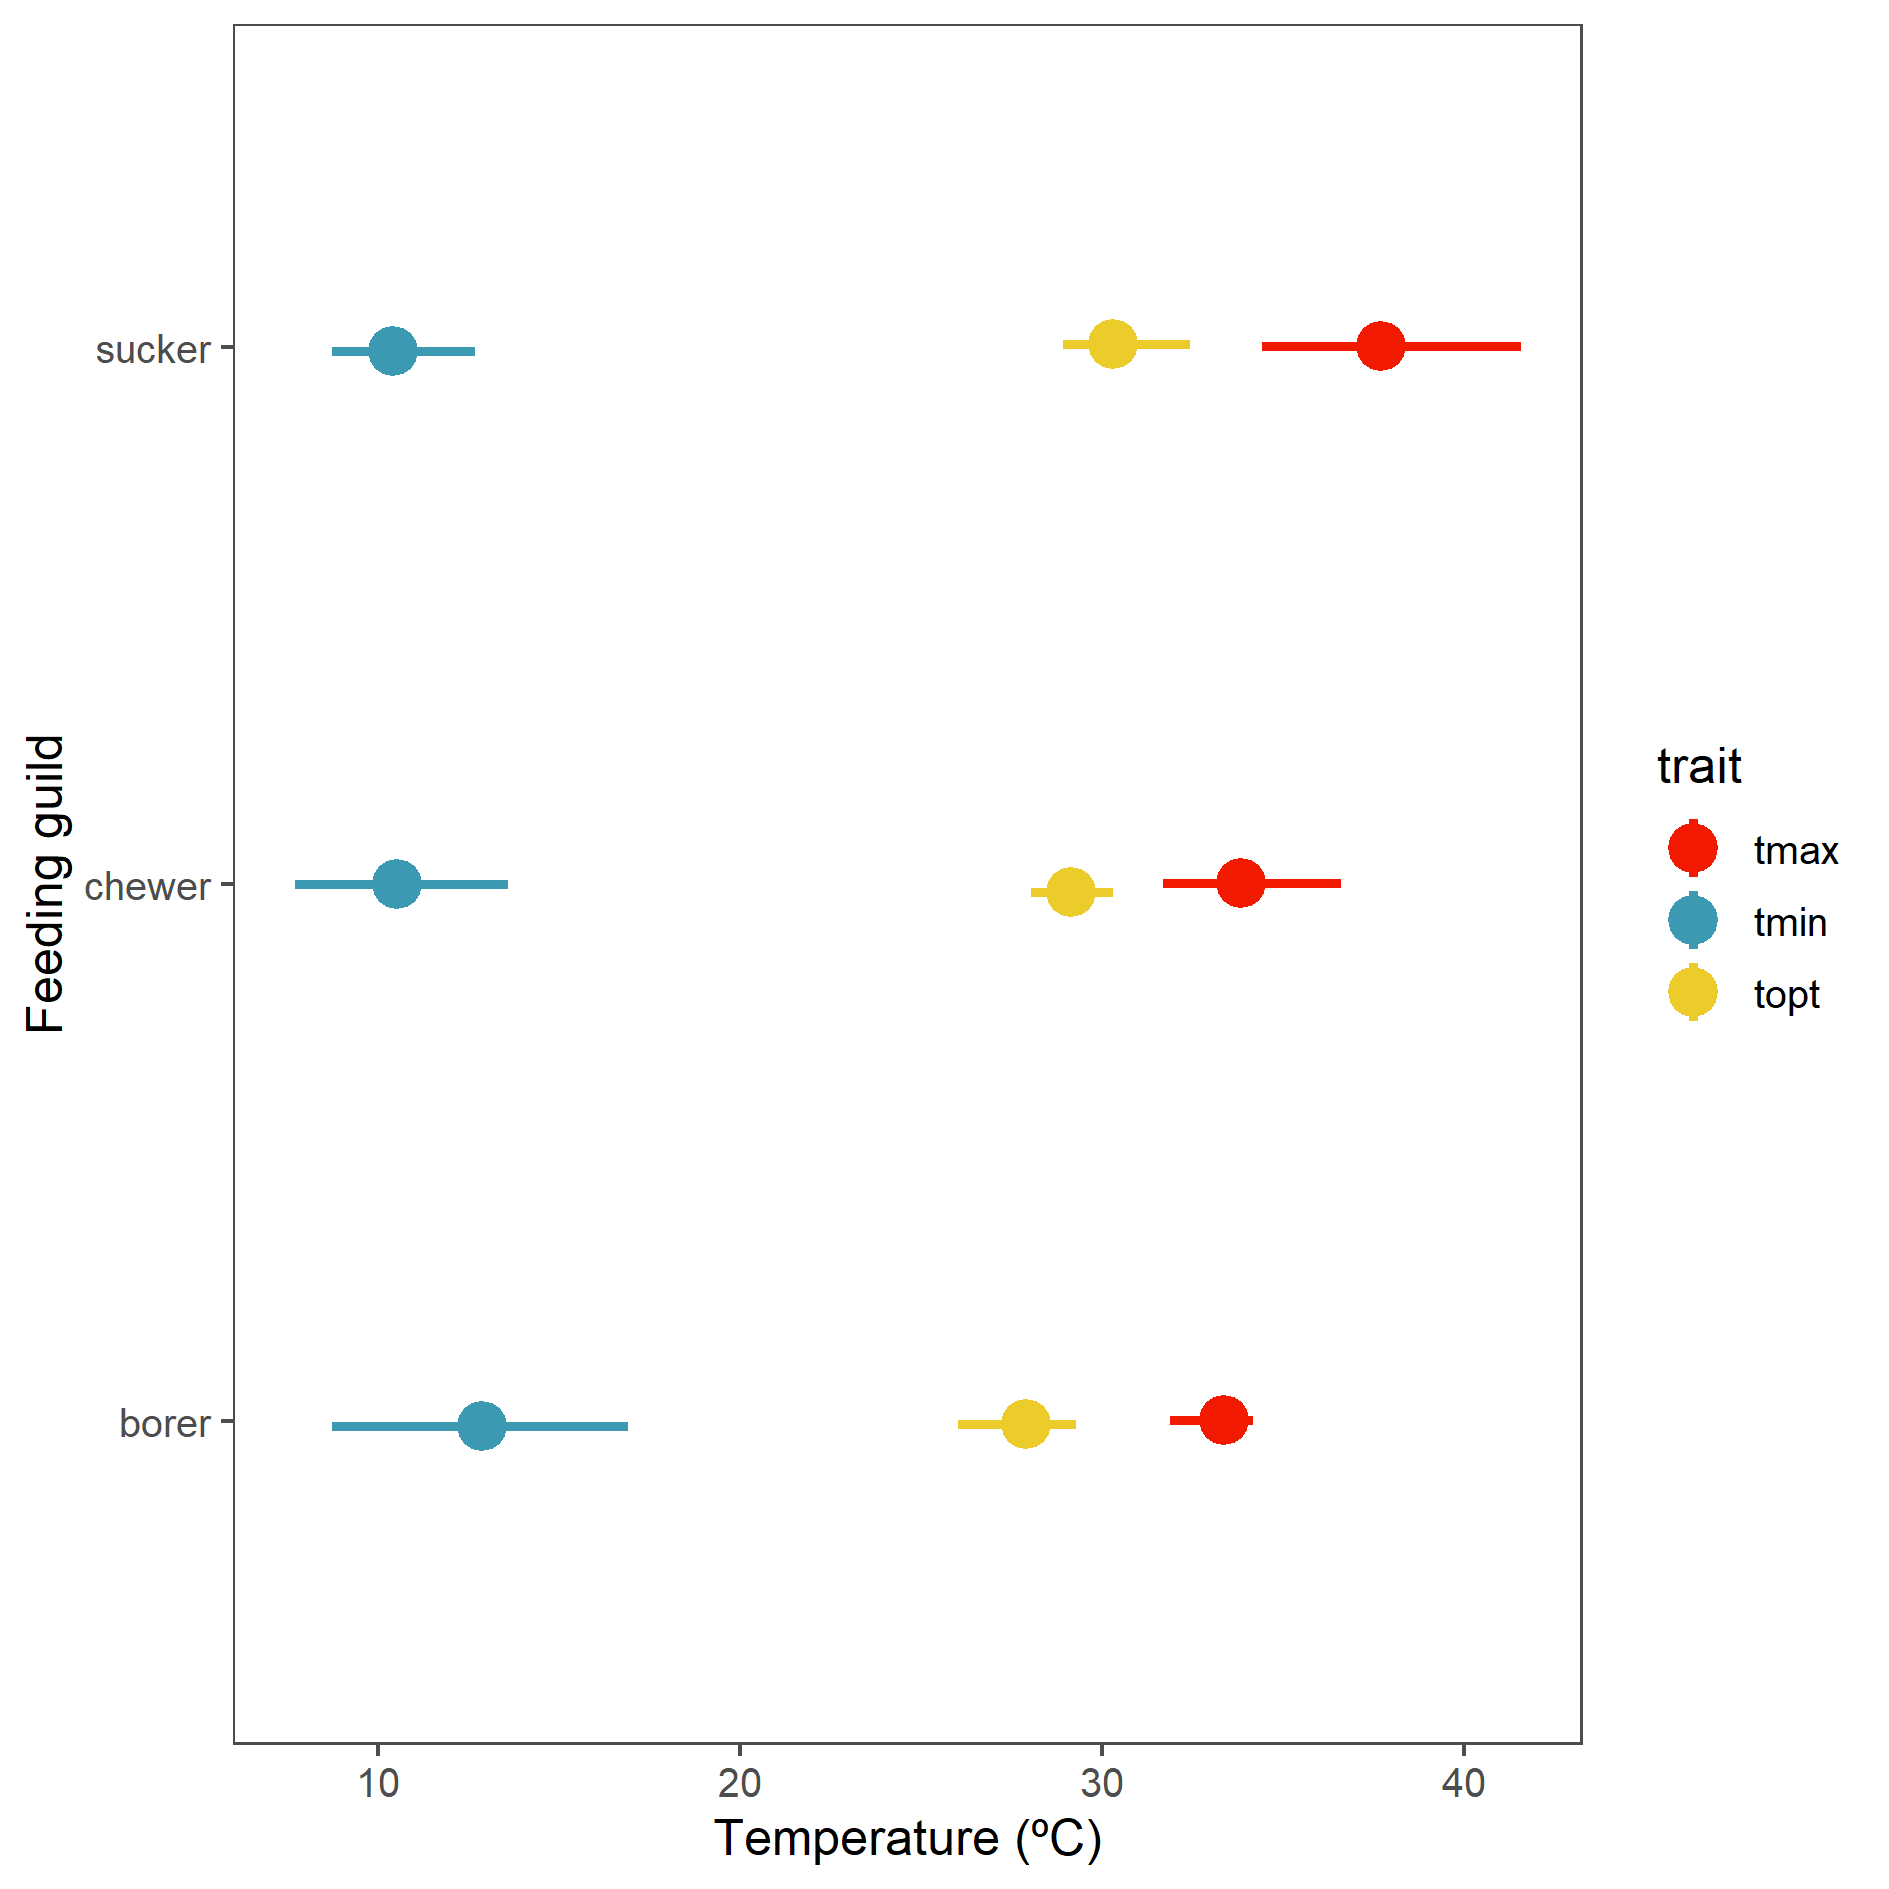 sucker
chewer
borer
Feeding guild
10 20 30 40
Temperature (ºC)
trait
tmax
tmin
topt